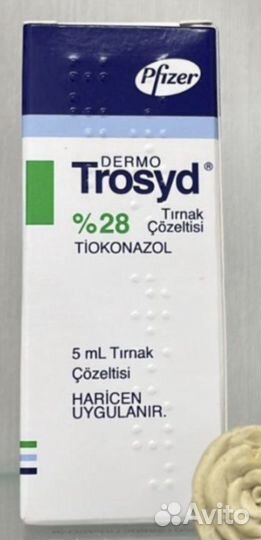 Pfizer
DERMO
Trosyd®
%28 Tırnak
Çözeltisi
TİOKONAZOL
5 mL Tırnak
Çözeltisi
HARİCEN
UYGULANIR.
Avito